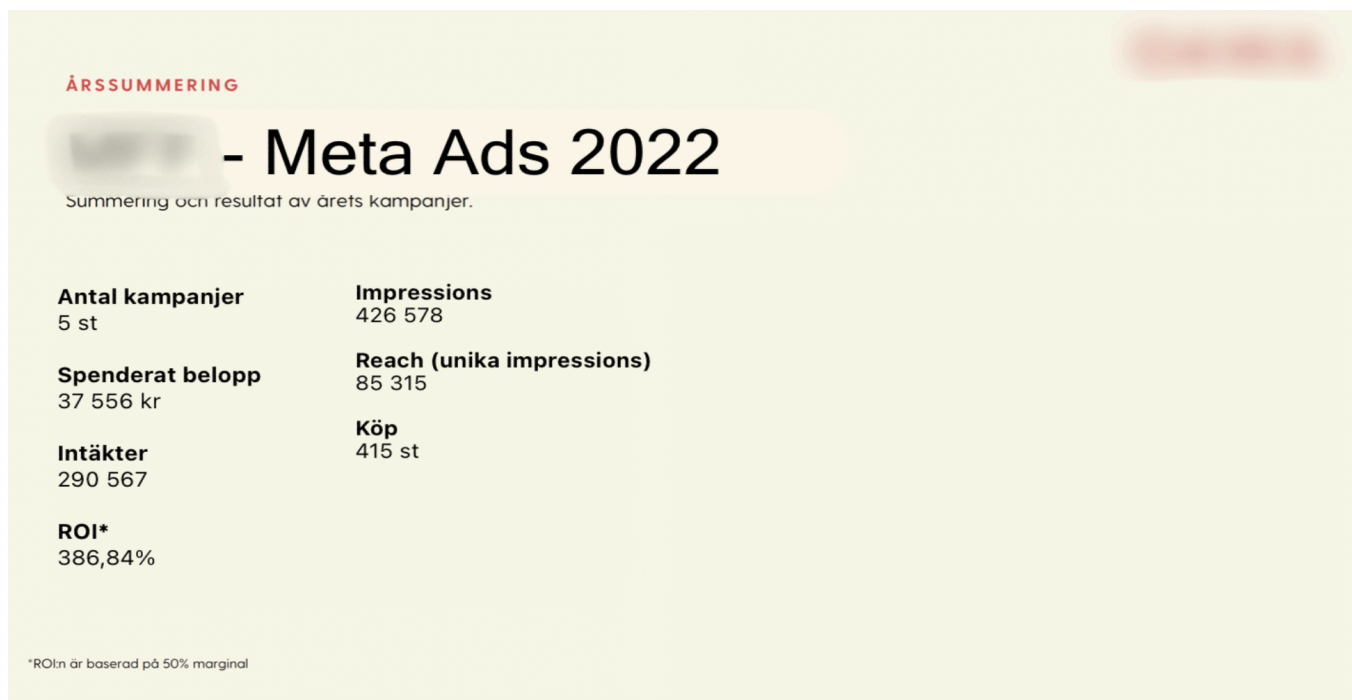 ÅRSSUMMERING
- Meta Ads 2022
Summering och resultat av årets kampanjer.
Antal kampanjer
5 st
Spenderat belopp
37 556 kr
Intäkter
290 567
ROI*
386,84%
Impressions
426 578
Reach (unika impressions)
85 315
Köp
415 st
*ROI:n är baserad på 50% marginal